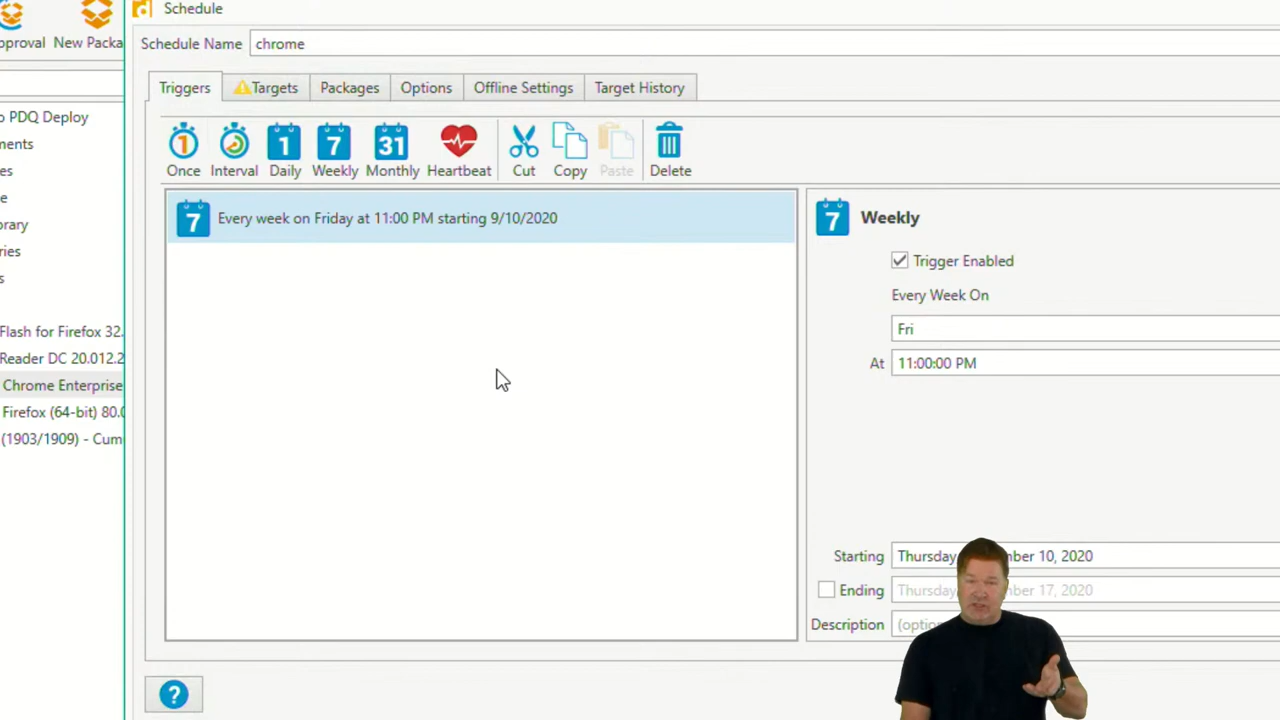 Schedule
pproval New Packa
Schedule Name chrome
Triggers Targets Packages Options Offline Settings Target History
o PDQ Deploy
ments
es
e
rary
ries
s
1 7 31
Once Interval Daily Weekly Monthly Heartbeat Cut Copy Paste Delete
7 Every week on Friday at 11:00 PM starting 9/10/2020
7 Weekly
Trigger Enabled
Every Week On
Fri
At 11:00:00 PM
Flash for Firefox 32.
Reader DC 20.012.2
Chrome Enterprise
Firefox (64-bit) 80.0
(1903/1909) - Cum
Starting Thursday mber 10, 2020
Ending Thursday mber 17, 2020
Description (optio
?